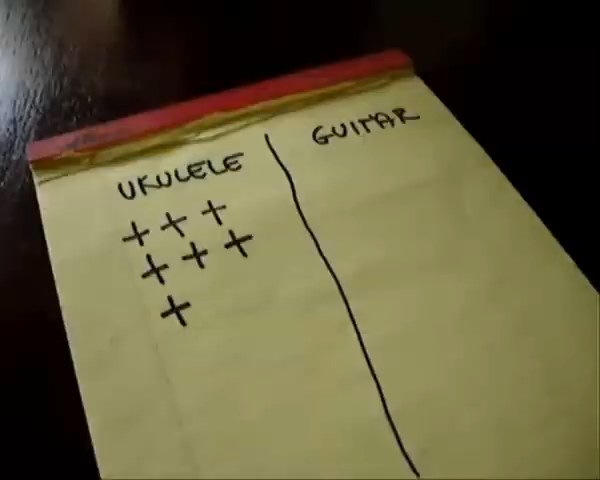 UKULELE GUITAR
+ + +
+ + +
+